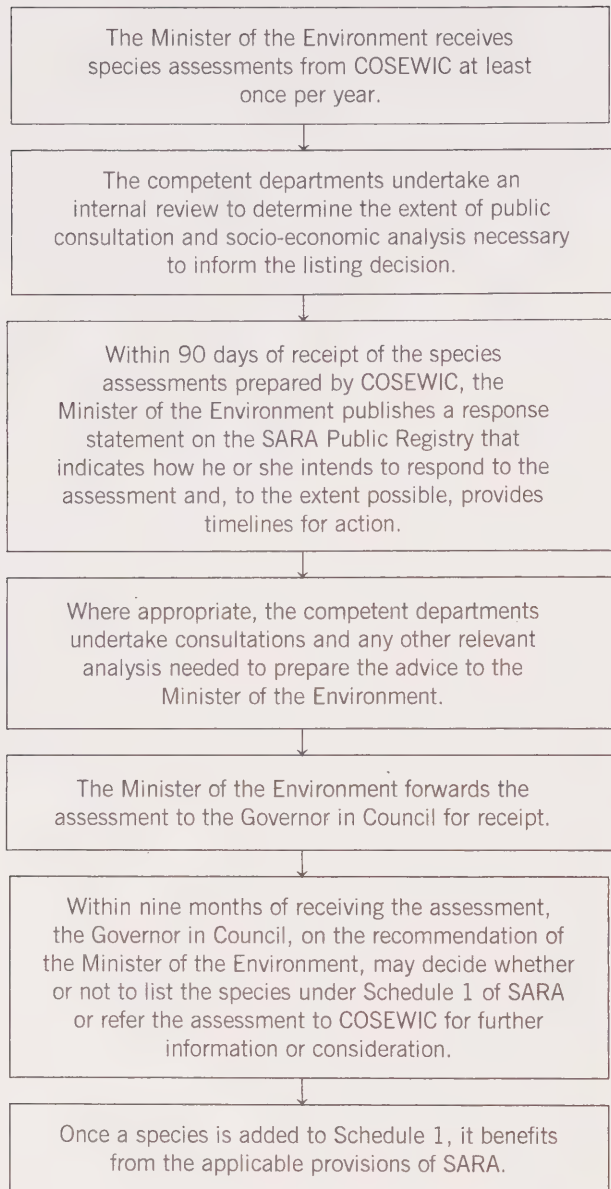 The Minister of the Environment receives
species assessments from COSEWIC at least
once per year.
The competent departments undertake an
internal review to determine the extent of public
consultation and socio-economic analysis necessary
to inform the listing decision.
Within 90 days of receipt of the species
assessments prepared by COSEWIC, the
Minister of the Environment publishes a response
statement on the SARA Public Registry that
indicates how he or she intends to respond to the
assessment and, to the extent possible, provides
timelines for action.
Where appropriate, the competent departments
undertake consultations and any other relevant
analysis needed to prepare the advice to the
Minister of the Environment.
The Minister of the Environment forwards the
assessment to the Governor in Council for receipt.
Within nine months of receiving the assessment,
the Governor in Council, on the recommendation of
the Minister of the Environment, may decide whether
or not to list the species under Schedule 1 of SARA
or refer the assessment to COSEWIC for further
information or consideration.
Once a species is added to Schedule 1, it benefits
from the applicable provisions of SARA.